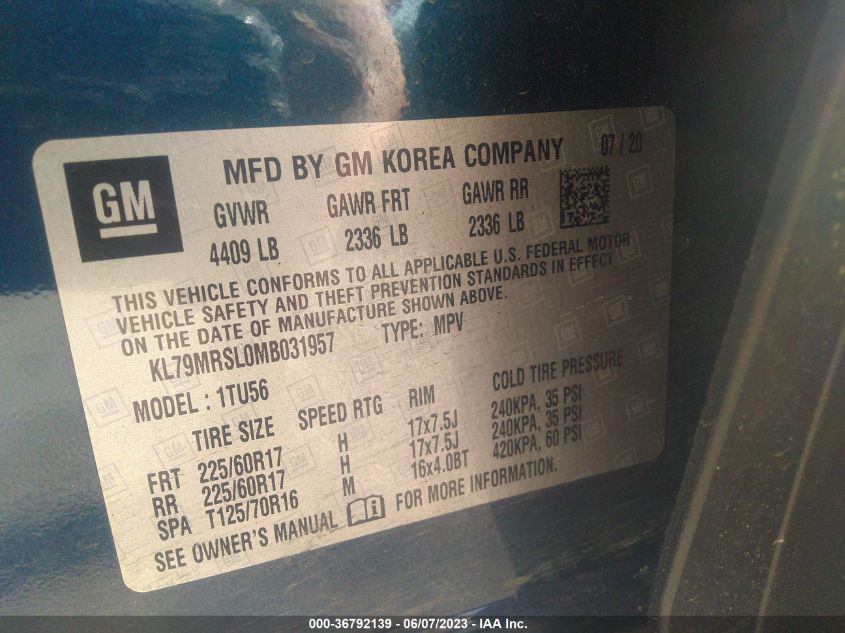 GM
MFD BY GM KOREA COMPANY 07 / 20
GVWR GAWR FRT GAWR RR
4409 LB 2336 LB 2336 LB
THIS VEHICLE CONFORMS TO ALL APPLICABLE U.S. FEDERAL MOTOR
VEHICLE SAFETY AND THEFT PREVENTION STANDARDS IN EFFECT
ON THE DATE OF MANUFACTURE SHOWN ABOVE.
KL79MRSL0MB031957 TYPE: MPV
MODEL : 1TU56
TIRE SIZE SPEED RTG RIM COLD TIRE PRESSURE
FRT 225/60R17 H 17x7.5J 240KPA, 35 PSI
RR 225/60R17 H 17x7.5J 240KPA, 35 PSI
SPA T125/70R16 M 16x4.0BT 420KPA, 60 PSI
SEE OWNER'S MANUAL FOR MORE INFORMATION.
000-36792139 - 06/07/2023 - IAA Inc.